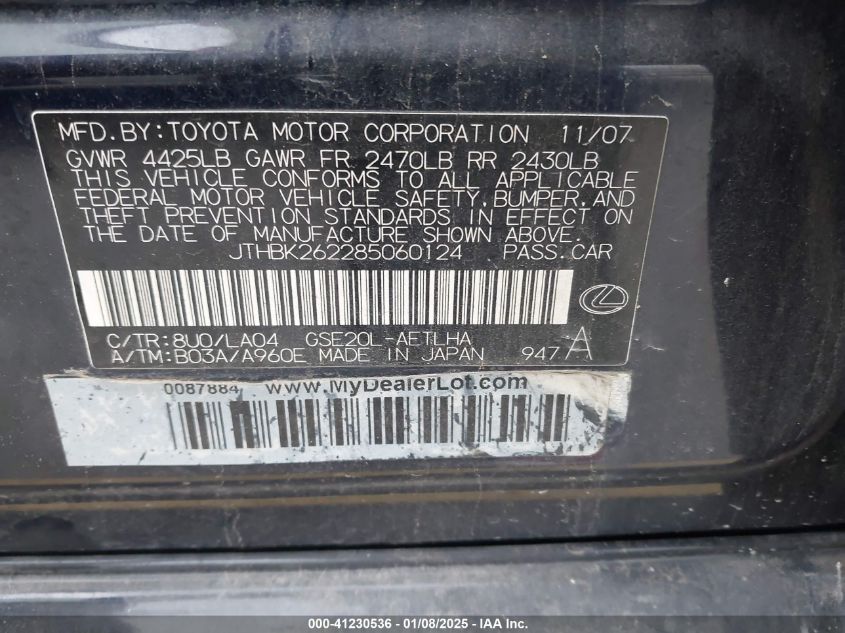 MFD.BY:TOYOTA MOTOR CORPORATION 11/07
GVWR 4425LB GAWR FR 2470LB RR 2430LB
THIS VEHICLE CONFORMS TO ALL APPLICABLE
FEDERAL MOTOR VEHICLE SAFETY,BUMPER,AND
THEFT PREVENTION STANDARDS IN EFFECT ON
THE DATE OF MANUFACTURE SHOWN ABOVE.
JTHBK262285060124 PASS.CAR
C/TR:8U0/LA04 GSE20L-AETLHA
A/TM:B03A/A960E MADE IN JAPAN 947 A
0087884 www.MyDealerLot.com
000-41230536 - 01/08/2025 - IAA Inc.